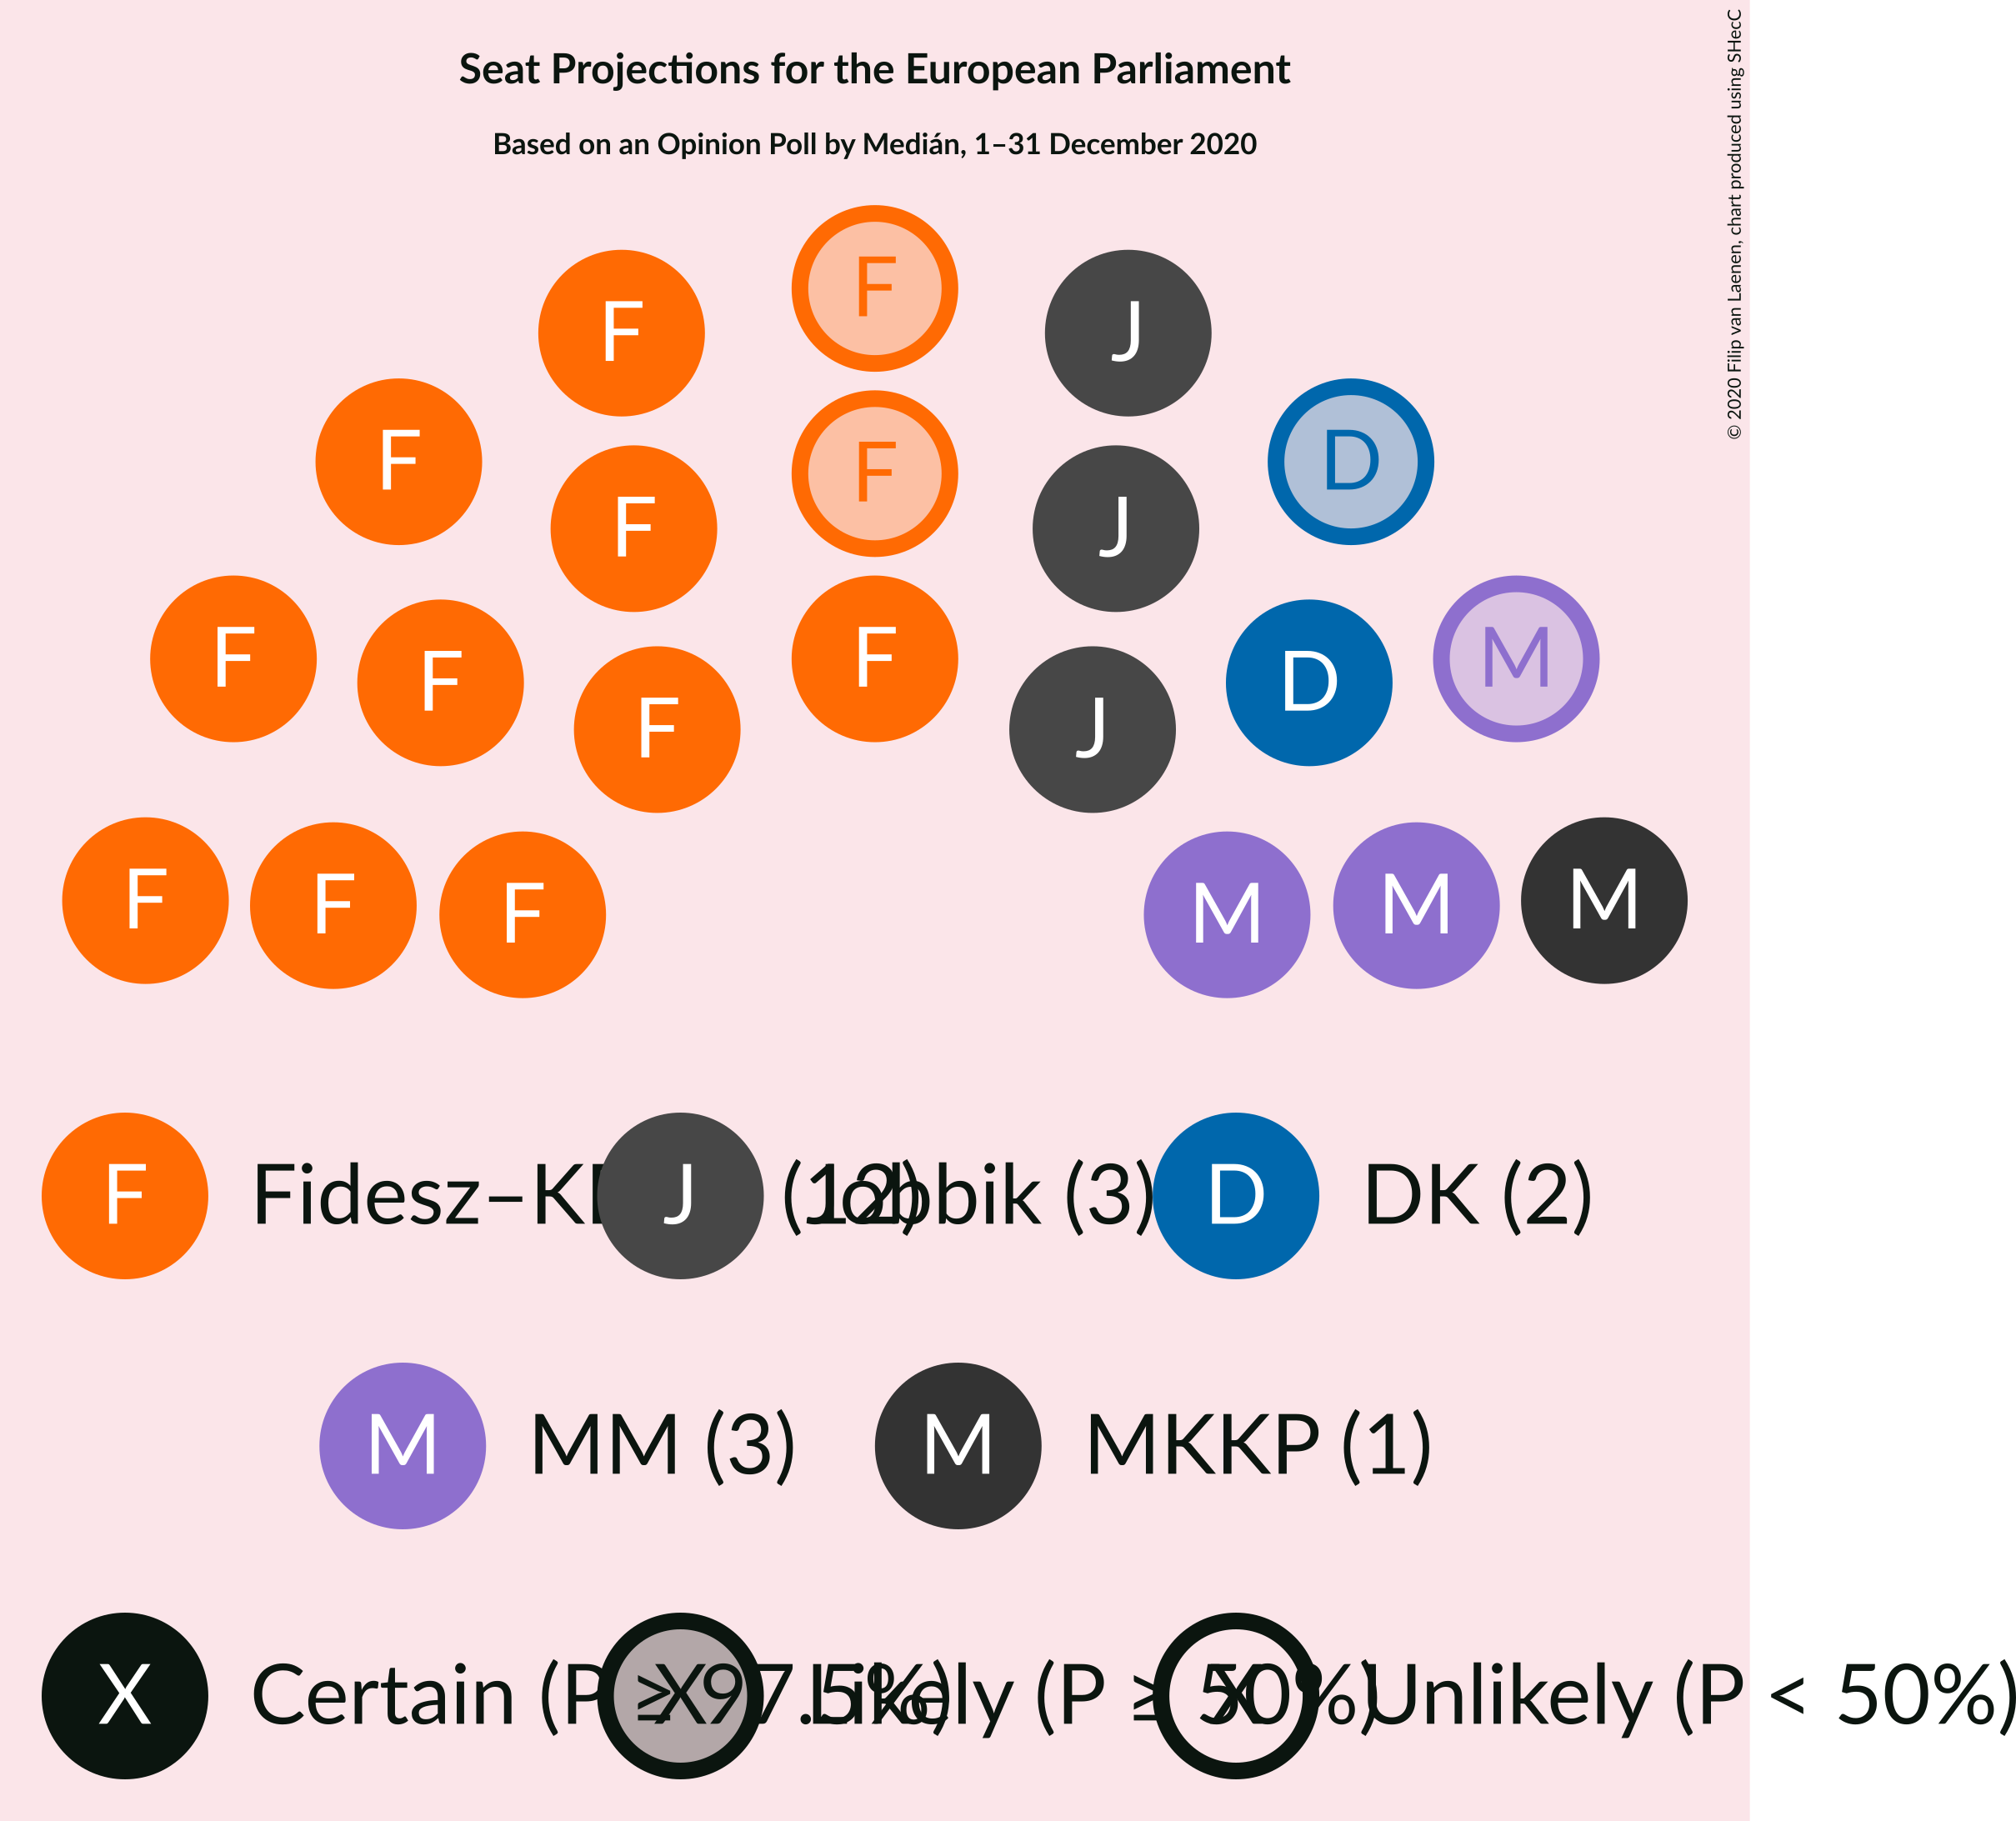 Seat Projections for the European Parliament
Based on an Opinion Poll by Medián, 1–31 December 2020
© 2020 Filip van Laenen, chart produced using SHecC
F
F
J
F
F
D
F
J
F
F
F
D
M
F
J
F
F
F
M
M
M
F Fidesz–
J Jobbik (3)
D DK (2)
M MM (3)
M MKKP (1)
X Certain (P ≥ 97.5%)
X Likely (P ≥ 50%)
X Unlikely (P < 50%)